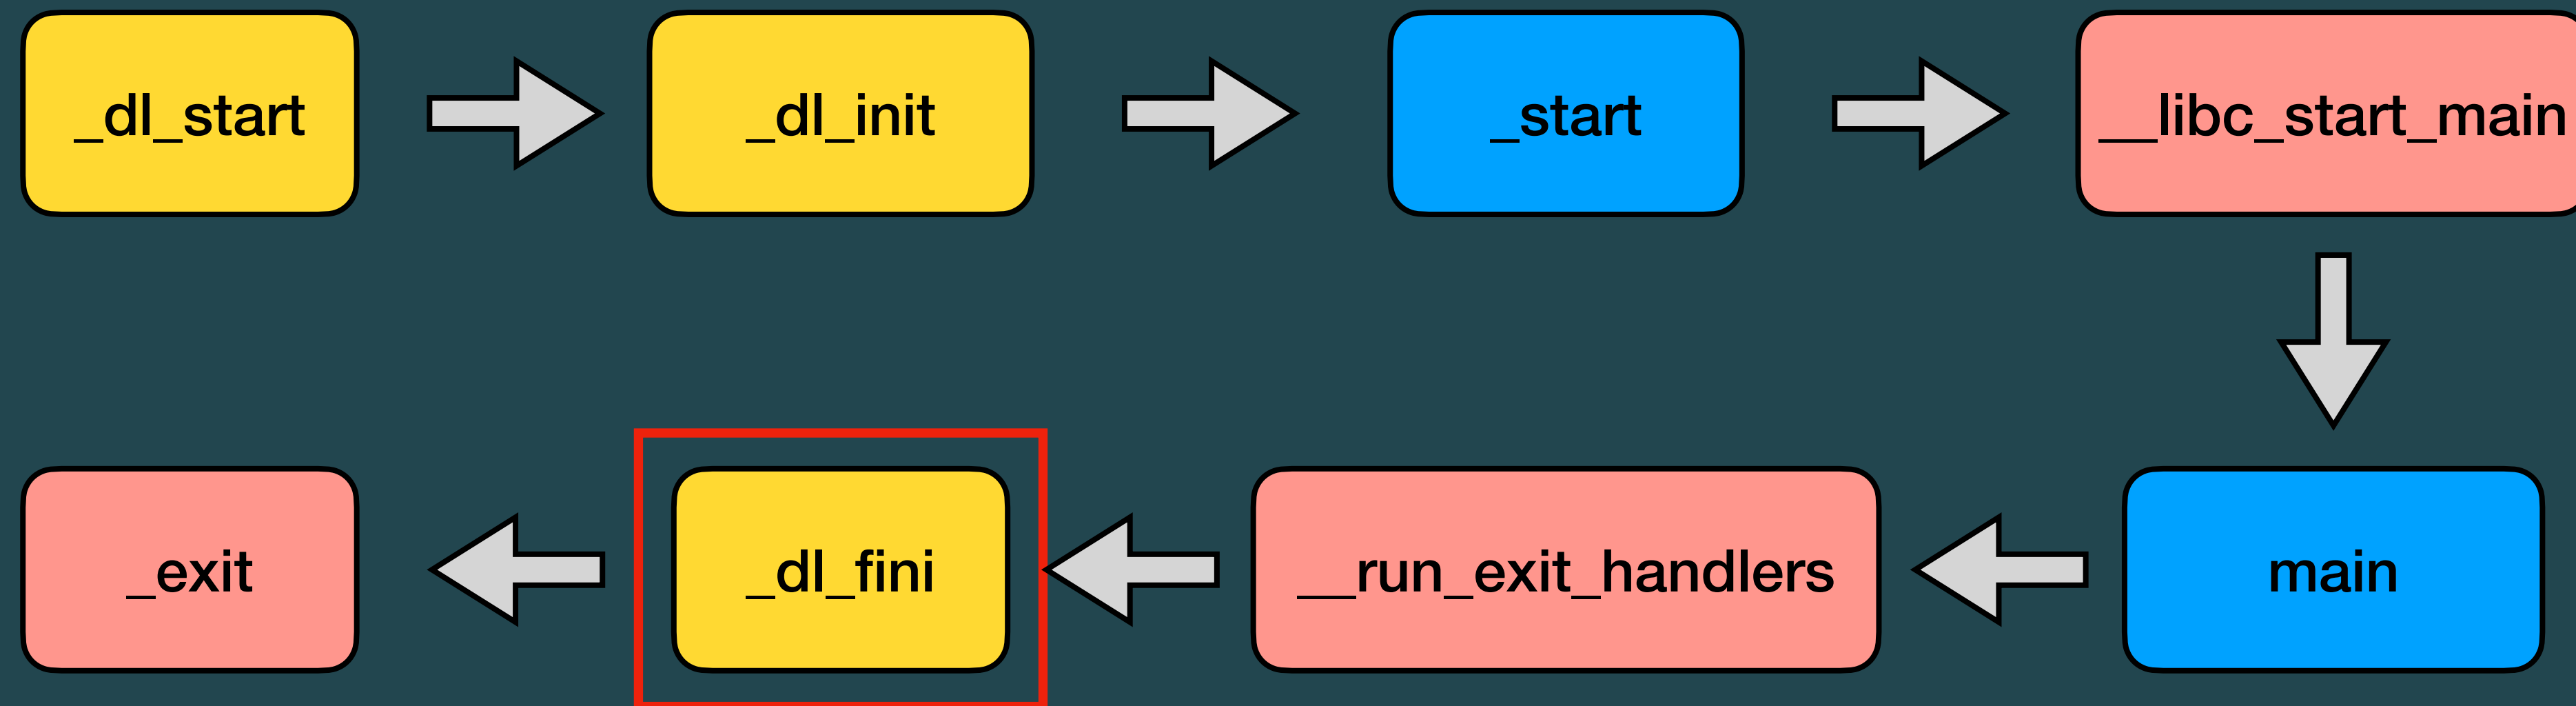 _dl_start
_dl_init
_start
__libc_start_main
_exit
_dl_fini
__run_exit_handlers
main